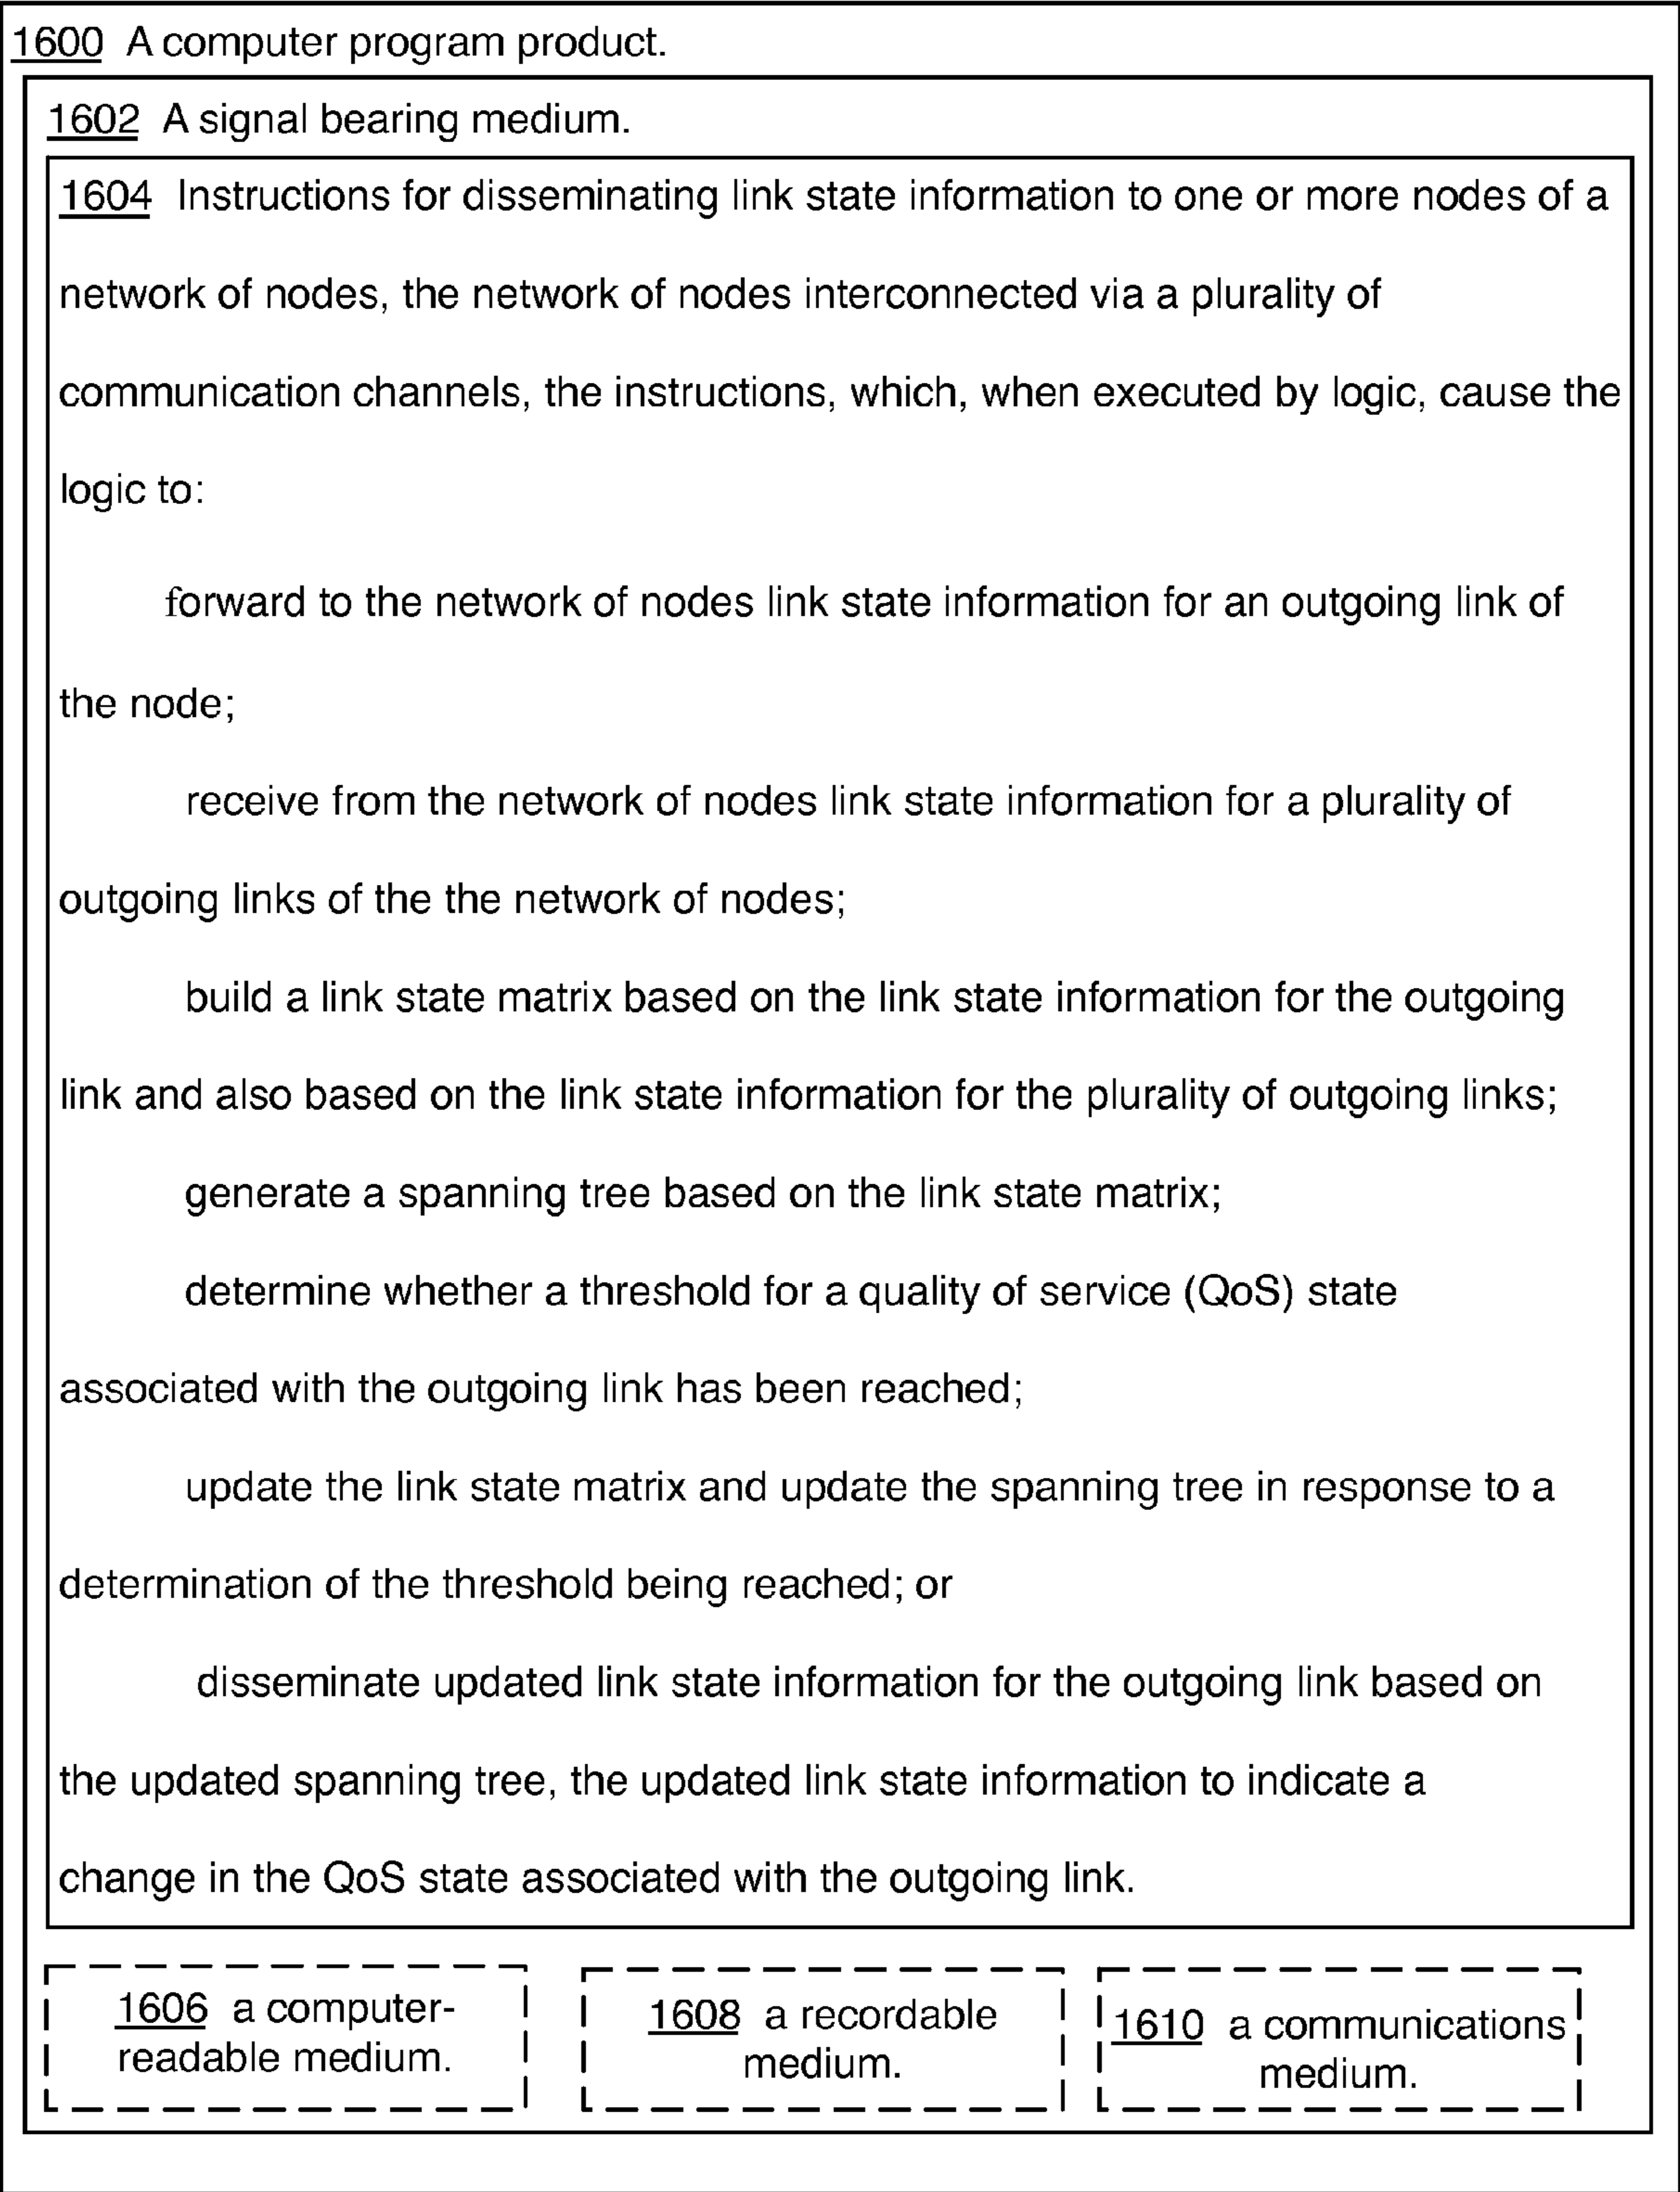 1600 A computer program product.
1602 A signal bearing medium.
1604 Instructions for disseminating link state information to one or more nodes of a
network of nodes, the network of nodes interconnected via a plurality of
communication channels, the instructions, which, when executed by logic, cause the
logic to:
forward to the network of nodes link state information for an outgoing link of
the node;
receive from the network of nodes link state information for a plurality of
outgoing links of the the network of nodes;
build a link state matrix based on the link state information for the outgoing
link and also based on the link state information for the plurality of outgoing links;
generate a spanning tree based on the link state matrix;
determine whether a threshold for a quality of service (QoS) state
associated with the outgoing link has been reached;
update the link state matrix and update the spanning tree in response to a
determination of the threshold being reached; or
disseminate updated link state information for the outgoing link based on
the updated spanning tree, the updated link state information to indicate a
change in the QoS state associated with the outgoing link.
1606 a computer-
readable medium.
1608 a recordable
medium.
1610 a communications
medium.